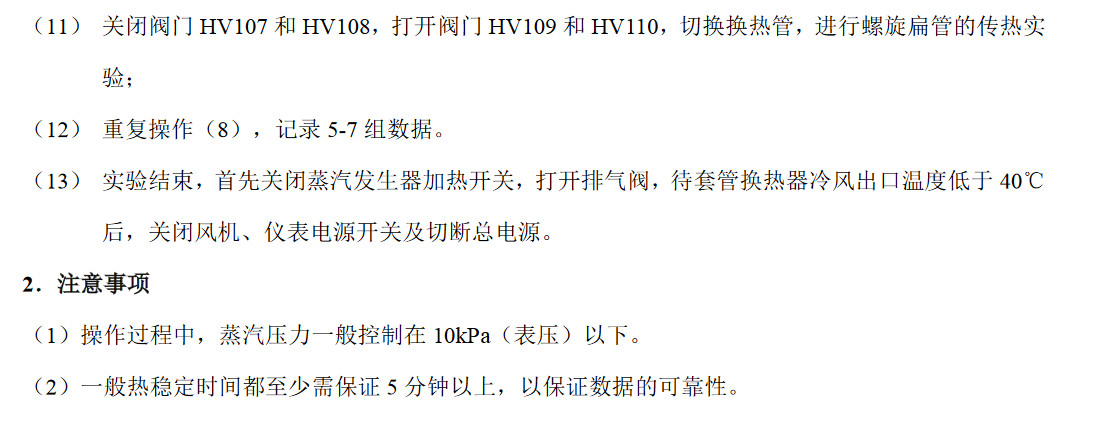 (11) 关闭阀门 HV107 和 HV108，打开阀门 HV109 和 HV110，切换换热管，进行螺旋扁管的传热实
验；
(12) 重复操作（8），记录 5-7 组数据。
(13) 实验结束，首先关闭蒸汽发生器加热开关，打开排气阀，待套管换热器冷风出口温度低于 40℃
后，关闭风机、仪表电源开关及切断总电源。
2．注意事项
（1）操作过程中，蒸汽压力一般控制在 10kPa（表压）以下。
（2）一般热稳定时间都至少需保证 5 分钟以上，以保证数据的可靠性。